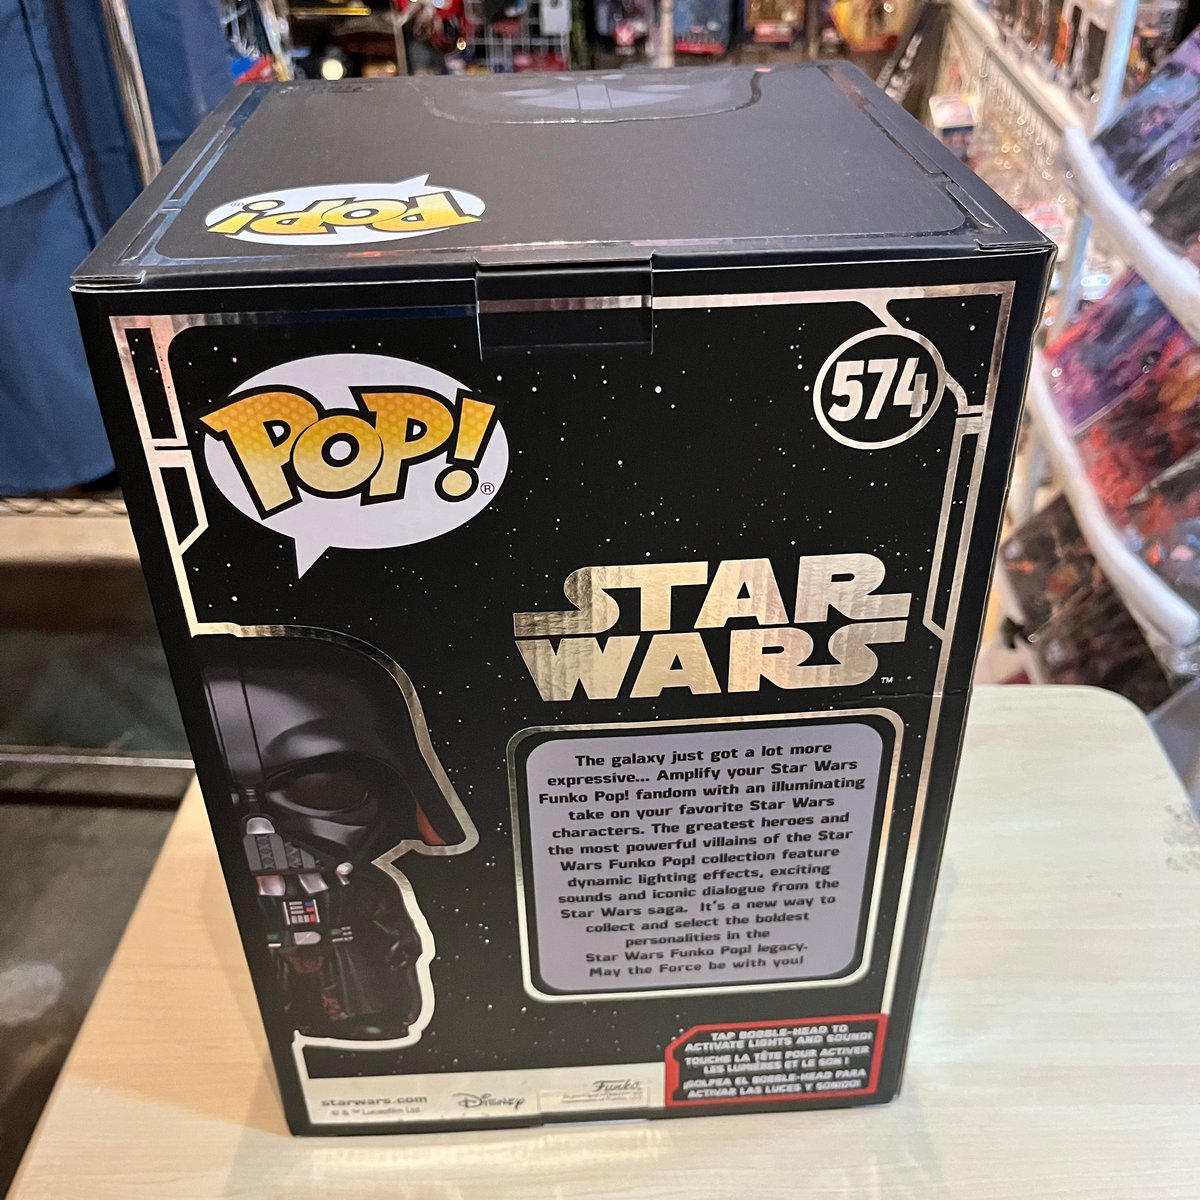 POP!
POP!®
574
STAR
WARS™
The galaxy just got a lot more
expressive... Amplify your Star Wars
Funko Pop! fandom with an illuminating
take on your favorite Star Wars
characters. The greatest heroes and
the most powerful villains of the Star
Wars Funko Pop! collection feature
dynamic lighting effects, exciting
sounds and iconic dialogue from the
Star Wars saga. It's a new way to
collect and select the boldest
personalities in the
Star Wars Funko Pop! legacy.
May the Force be with you!
TAP BOBBLE-HEAD TO
ACTIVATE LIGHTS AND SOUND!
TOUCHE LA TÊTE POUR ACTIVER
LES LUMIÈRES ET LE SON !
¡GOLPEA EL BOBBLE-HEAD PARA
ACTIVAR LAS LUCES Y SONIDO!
starwars.com
© & ™ Lucasfilm Ltd.
Disney
Funko